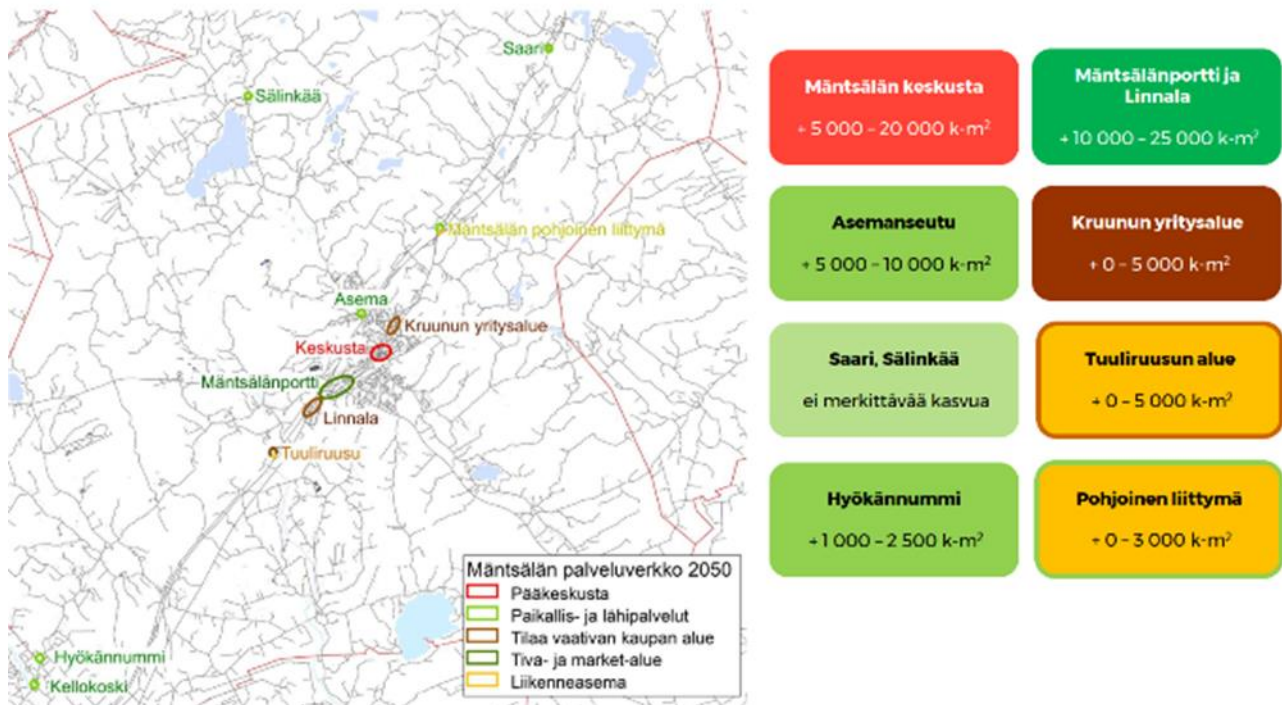 Saari
Sälinkää
Mäntsälän pohjoinen liittymä
Asema
Kruunun yritysalue
Keskusta
Mäntsälänportti
Linnala
Tuuliruusu
Hyökännummi
Kellokoski
Mäntsälän palveluverkko 2050
Pääkeskusta
Paikallis- ja lähipalvelut
Tilaa vaativan kaupan alue
Tiva- ja market-alue
Liikenneasema
Mäntsälän keskusta
+ 5 000 – 20 000 k-m²
Mäntsälänportti ja
Linnala
+ 10 000 – 25 000 k-m²
Asemanseutu
+ 5 000 – 10 000 k-m²
Kruunun yritysalue
+ 0 – 5 000 k-m²
Saari, Sälinkää
ei merkittävää kasvua
Tuuliruusun alue
+ 0 – 5 000 k-m²
Hyökännummi
+ 1 000 – 2 500 k-m²
Pohjoinen liittymä
+ 0 – 3 000 k-m²